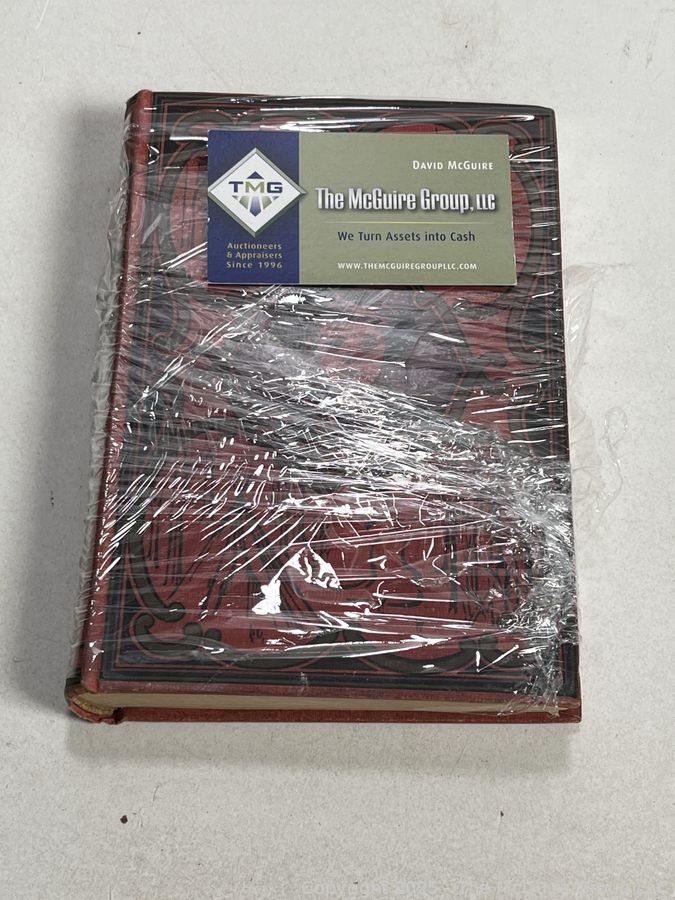 DAVID MCGUIRE
TMG
The McGuire Group, LLC
We Turn Assets into Cash
Auctioneers
& Appraisers
Since 1996
WWW.THEMCGUIREGROUPLLC.COM